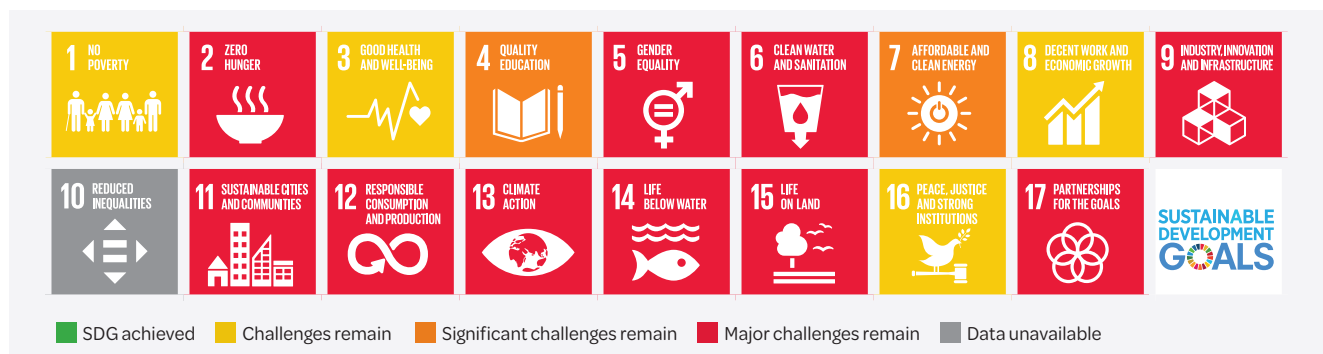 1 NO
POVERTY
2 ZERO
HUNGER
3 GOOD HEALTH
AND WELL-BEING
4 QUALITY
EDUCATION
5 GENDER
EQUALITY
6 CLEAN WATER
AND SANITATION
7 AFFORDABLE AND
CLEAN ENERGY
8 DECENT WORK AND
ECONOMIC GROWTH
9 INDUSTRY, INNOVATION
AND INFRASTRUCTURE
10 REDUCED
INEQUALITIES
11 SUSTAINABLE CITIES
AND COMMUNITIES
12 RESPONSIBLE
CONSUMPTION
AND PRODUCTION
13 CLIMATE
ACTION
14 LIFE
BELOW WATER
15 LIFE
ON LAND
16 PEACE, JUSTICE
AND STRONG
INSTITUTIONS
17 PARTNERSHIPS
FOR THE GOALS
SUSTAINABLE
DEVELOPMENT
GOALS
SDG achieved
Challenges remain
Significant challenges remain
Major challenges remain
Data unavailable